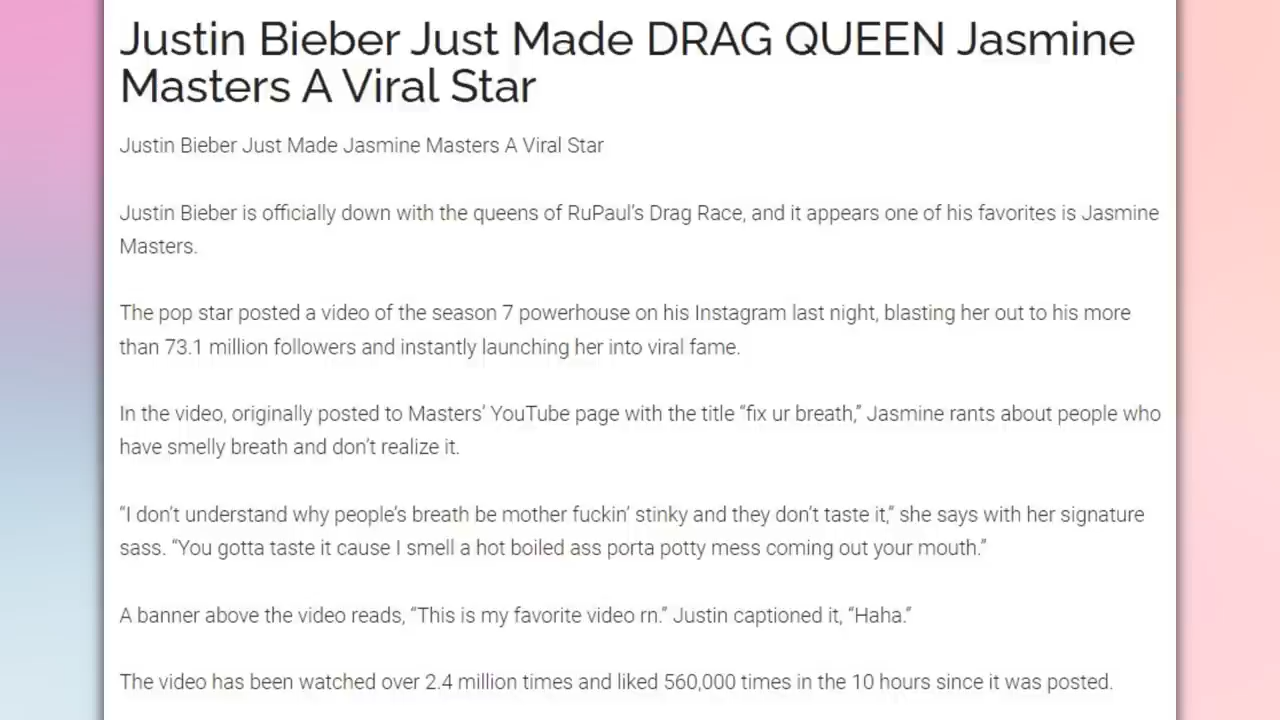 Justin Bieber Just Made DRAG QUEEN Jasmine
Masters A Viral Star
Justin Bieber Just Made Jasmine Masters A Viral Star
Justin Bieber is officially down with the queens of RuPaul’s Drag Race, and it appears one of his favorites is Jasmine
Masters.
The pop star posted a video of the season 7 powerhouse on his Instagram last night, blasting her out to his more
than 73.1 million followers and instantly launching her into viral fame.
In the video, originally posted to Masters’ YouTube page with the title “fix ur breath,” Jasmine rants about people who
have smelly breath and don’t realize it.
“I don’t understand why people’s breath be mother fuckin’ stinky and they don’t taste it,” she says with her signature
sass. “You gotta taste it cause I smell a hot boiled ass porta potty mess coming out your mouth.”
A banner above the video reads, “This is my favorite video rn.” Justin captioned it, “Haha.”
The video has been watched over 2.4 million times and liked 560,000 times in the 10 hours since it was posted.